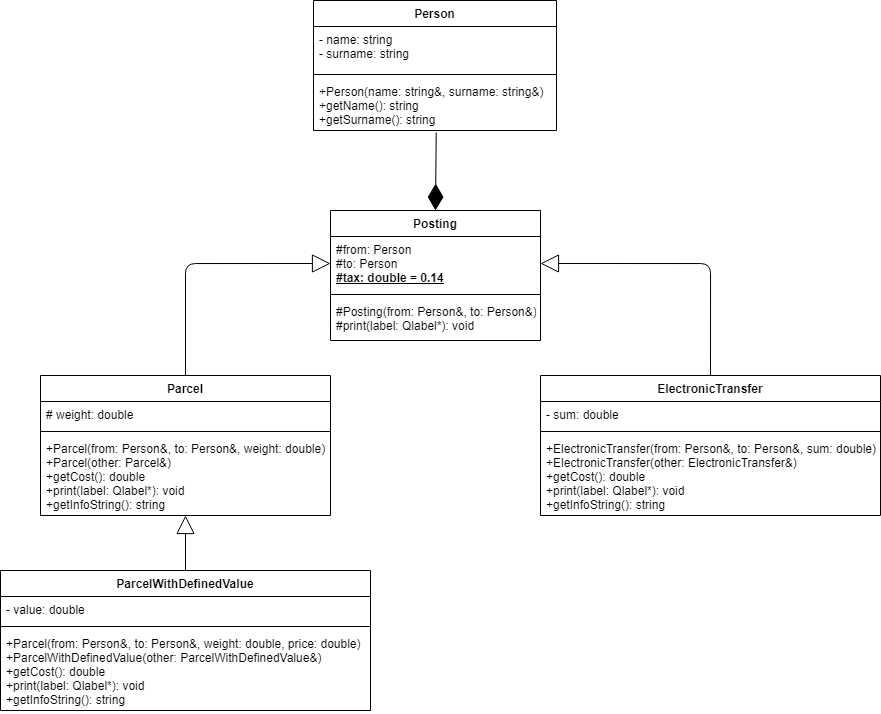 Person
- name: string
- surname: string
+Person(name: string&, surname: string&)
+getName(): string
+getSurname(): string
Posting
#from: Person
#to: Person
#tax: double = 0.14
#Posting(from: Person&, to: Person&)
#print(label: Qlabel*): void
Parcel
# weight: double
+Parcel(from: Person&, to: Person&, weight: double)
+Parcel(other: Parcel&)
+getCost(): double
+print(label: Qlabel*): void
+getInfoString(): string
ElectronicTransfer
- sum: double
+ElectronicTransfer(from: Person&, to: Person&, sum: double)
+ElectronicTransfer(other: ElectronicTransfer&)
+getCost(): double
+print(label: Qlabel*): void
+getInfoString(): string
ParcelWithDefinedValue
- value: double
+Parcel(from: Person&, to: Person&, weight: double, price: double)
+ParcelWithDefinedValue(other: ParcelWithDefinedValue&)
+getCost(): double
+print(label: Qlabel*): void
+getInfoString(): string